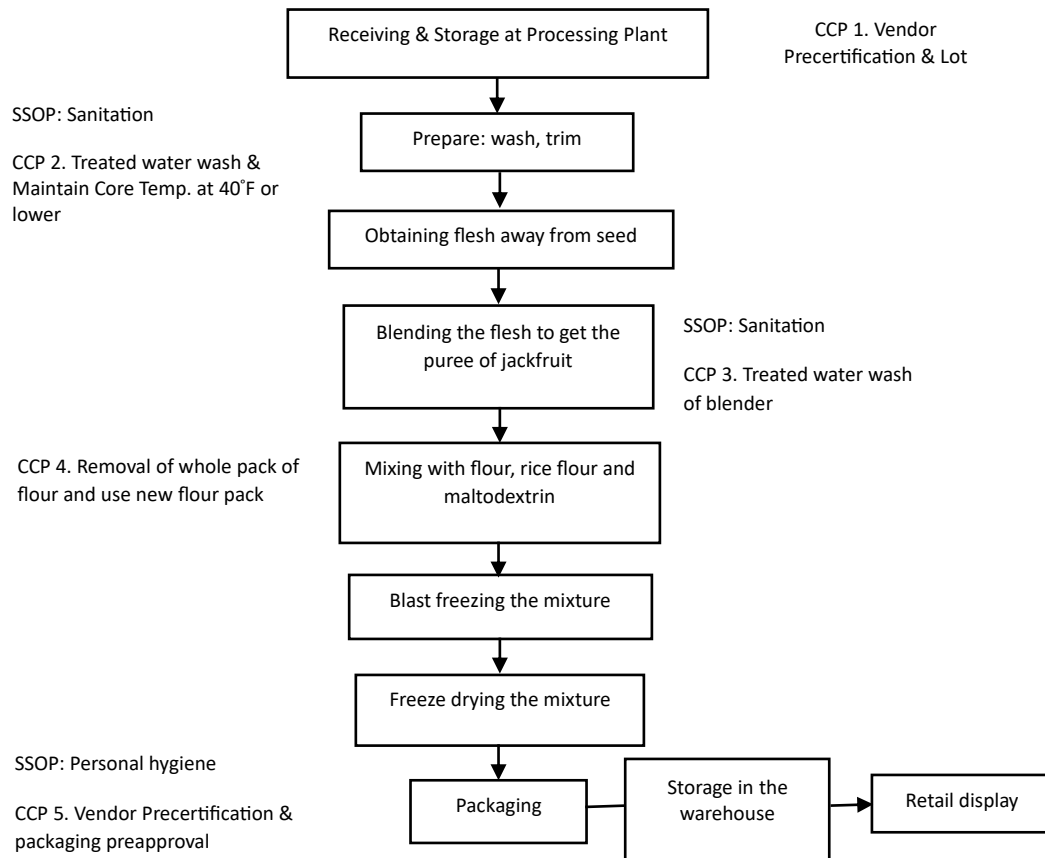 Receiving & Storage at Processing Plant
CCP 1. Vendor
Precertification & Lot
SSOP: Sanitation
CCP 2. Treated water wash &
Maintain Core Temp. at 40˚F or
lower
Prepare: wash, trim
Obtaining flesh away from seed
Blending the flesh to get the
puree of jackfruit
SSOP: Sanitation
CCP 3. Treated water wash
of blender
CCP 4. Removal of whole pack of
flour and use new flour pack
Mixing with flour, rice flour and
maltodextrin
Blast freezing the mixture
Freeze drying the mixture
SSOP: Personal hygiene
CCP 5. Vendor Precertification &
packaging preapproval
Packaging
Storage in the
warehouse
Retail display